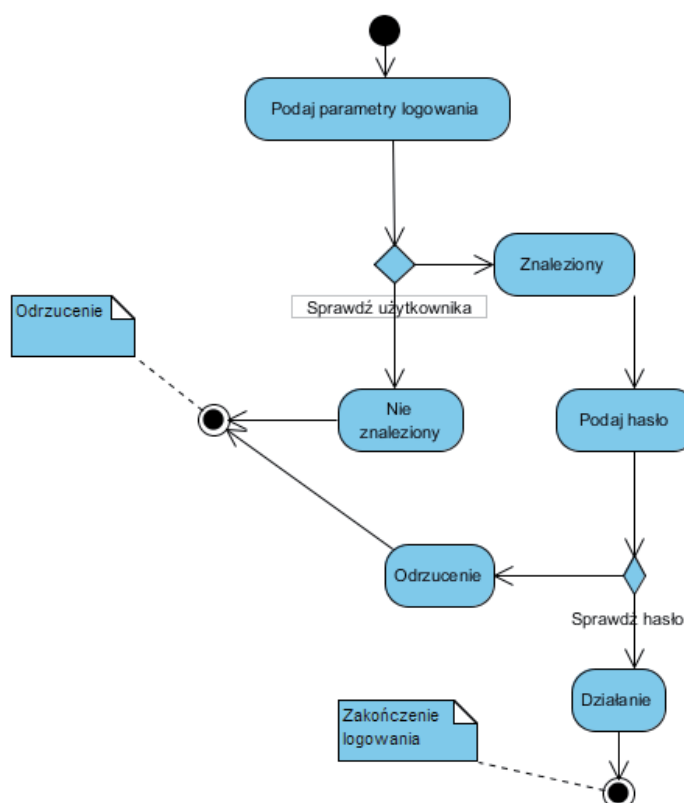 Podaj parametry logowania
Znaleziony
Sprawdź użytkownika
Odrzucenie
Nie
znaleziony
Podaj hasło
Odrzucenie
Sprawdź hasło
Działanie
Zakończenie
logowania